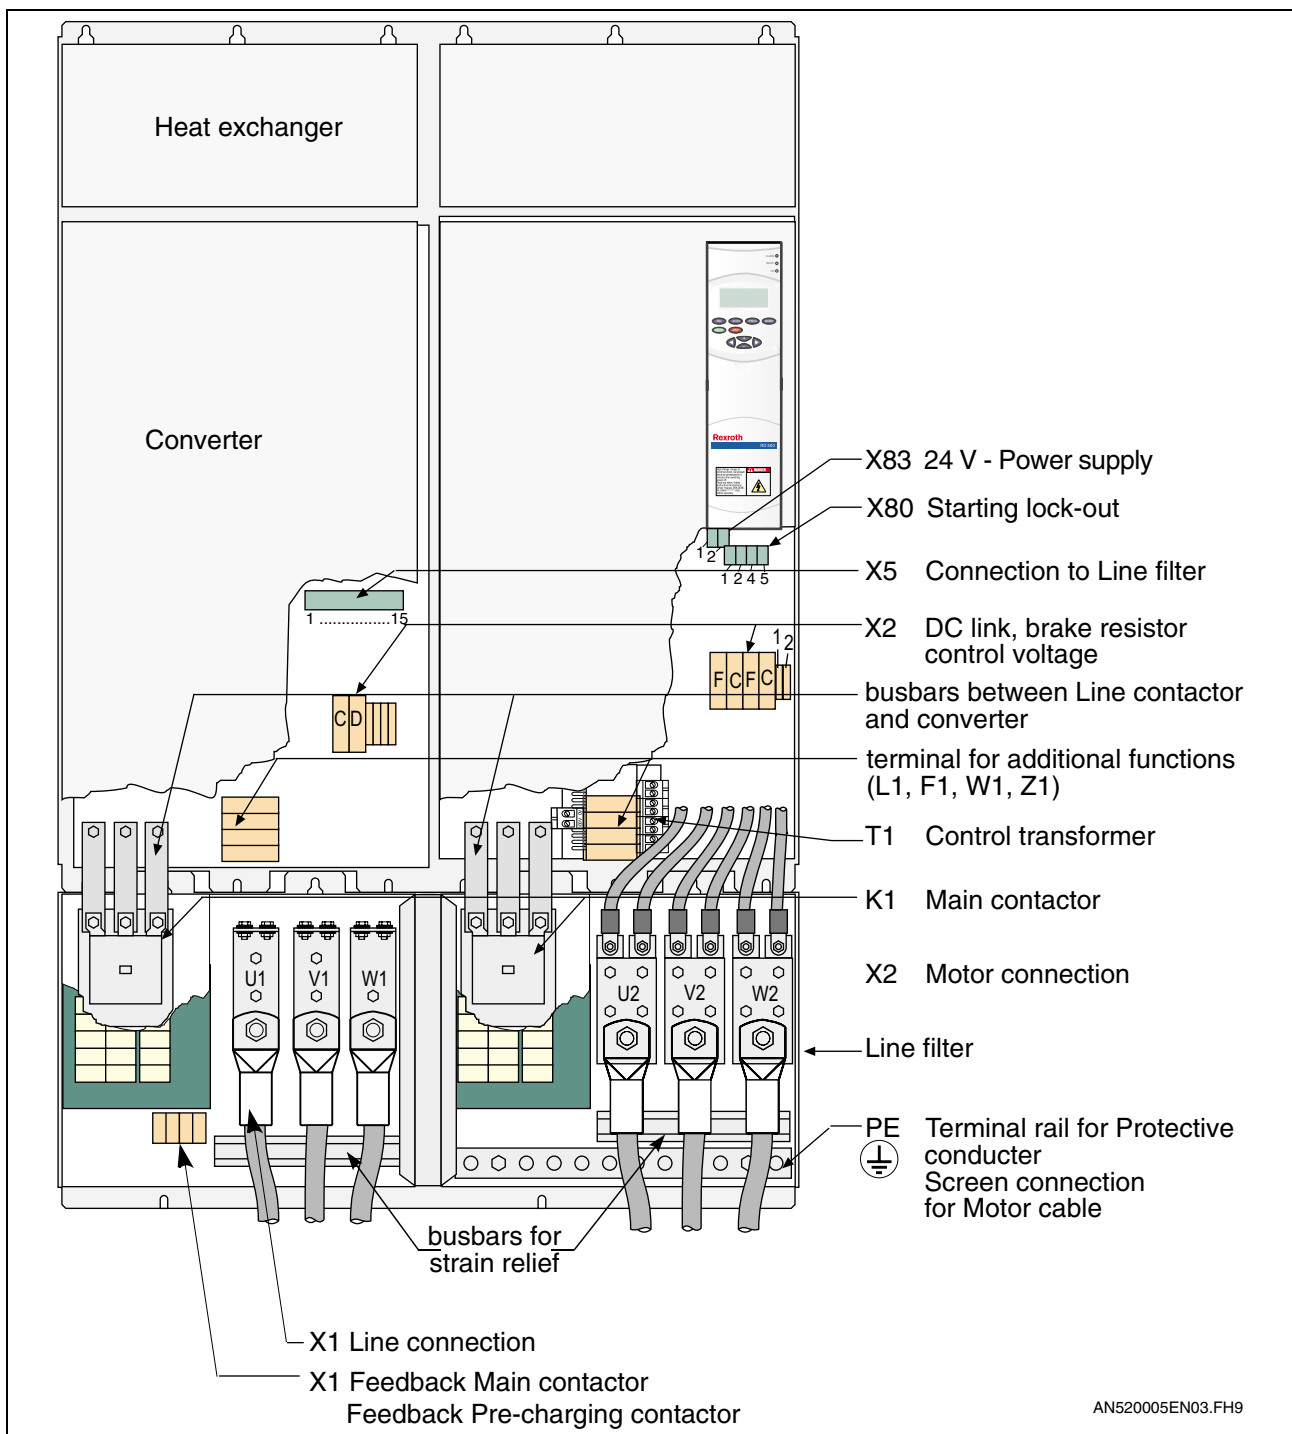 Heat exchanger
Converter
Rexroth
X83 24 V - Power supply
X80 Starting lock-out
1 2
1 2 4 5
X5 Connection to Line filter
1 ................. 15
X2 DC link, brake resistor
control voltage
1 2
F C F C
C D
busbars between Line contactor
and converter
terminal for additional functions
(L1, F1, W1, Z1)
T1 Control transformer
K1 Main contactor
X2 Motor connection
U1 V1 W1
U2 V2 W2
Line filter
PE Terminal rail for Protective
conducter
Screen connection
for Motor cable
busbars for
strain relief
X1 Line connection
X1 Feedback Main contactor
Feedback Pre-charging contactor
AN520005EN03.FH9